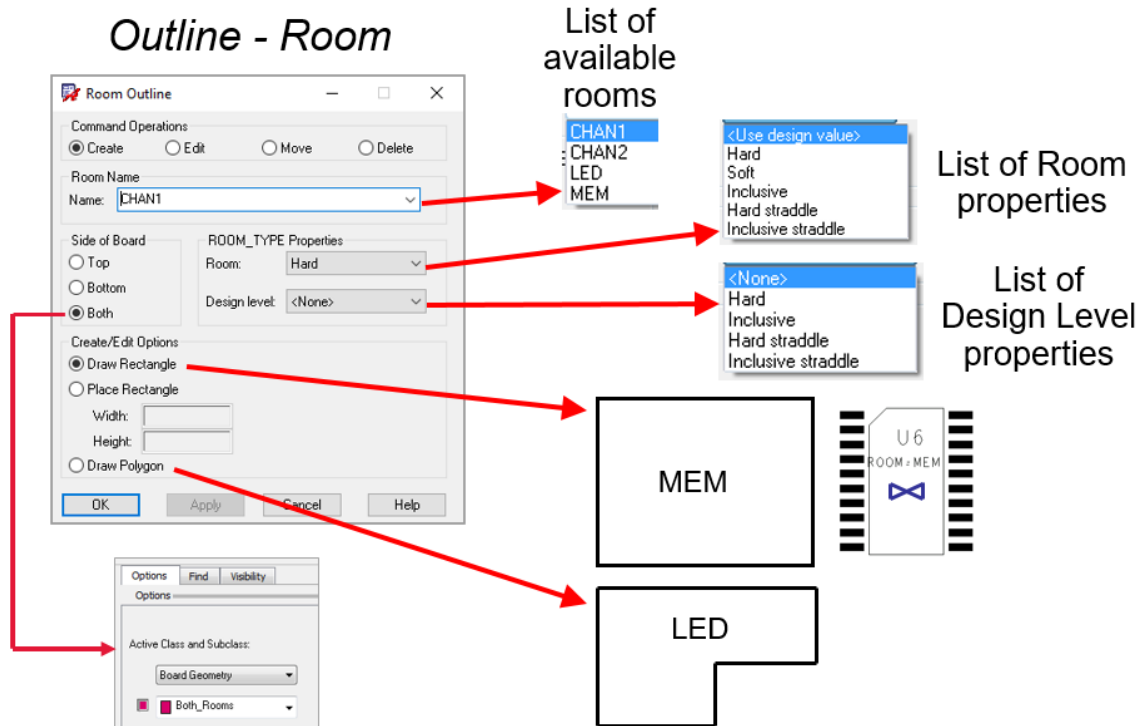 Outline - Room
List of
available
rooms
Room Outline
Command Operations
Create
Edit
Move
Delete
Room Name
Name: CHAN1
Side of Board
Top
Bottom
Both
ROOM_TYPE Properties
Room: Hard
Design level: <None>
Create/Edit Options
Draw Rectangle
Place Rectangle
Width:
Height:
Draw Polygon
OK
Apply
Cancel
Help
CHAN1
CHAN2
LED
MEM
<Use design value>
Hard
Soft
Inclusive
Hard straddle
Inclusive straddle
List of Room
properties
<None>
Hard
Inclusive
Hard straddle
Inclusive straddle
List of
Design Level
properties
MEM
U6
ROOM=MEM
LED
Options
Find
Visibility
Options
Active Class and Subclass:
Board Geometry
Both_Rooms